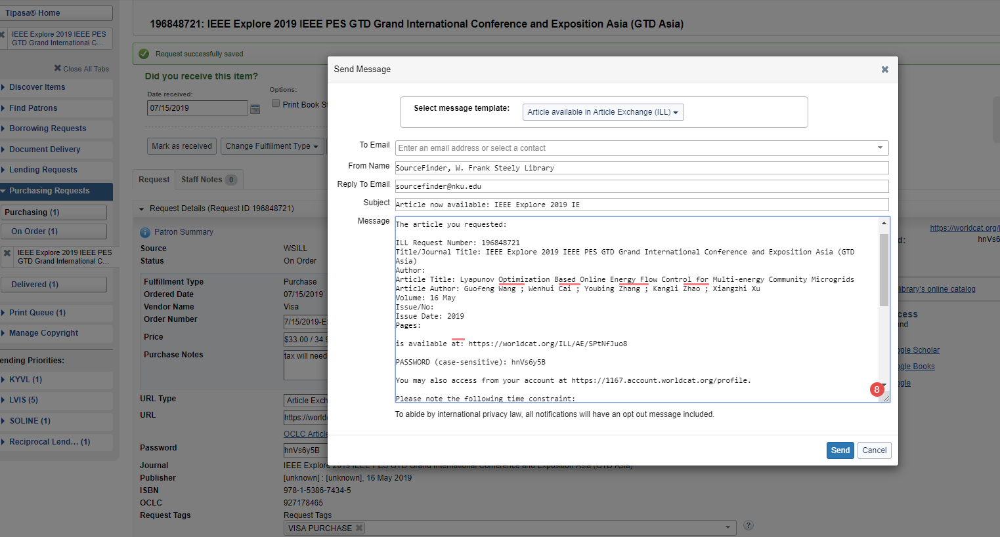 Tipasa® Home
IEEE Explore 2019 IEEE PES
GTD Grand International C...
Close All Tabs
Discover Items
Find Patrons
Borrowing Requests
Document Delivery
Lending Requests
Purchasing Requests
Purchasing (1)
On Order (1)
IEEE Explore 2019 IEEE PES
GTD Grand International C...
Delivered (1)
Print Queue (1)
Manage Copyright
ending Priorities:
KYVL (1)
LVIS (5)
SOLINE (1)
Reciprocal Lend... (1)
196848721: IEEE Explore 2019 IEEE PES GTD Grand International Conference and Exposition Asia (GTD Asia)
Request successfully saved
Did you receive this item?
Date received:
Options:
07/15/2019
Print Book S
Mark as received
Change Fulfillment Type
Request
Staff Notes 0
Request Details (Request ID 196848721)
Patron Summary
Source WSILL
Status On Order
Fulfillment Type Purchase
Ordered Date 07/15/2019
Vendor Name Visa
Order Number 7/15/2019-E
Price $33.00 / 34.9
Purchase Notes tax will need
URL Type Article Exch
URL https://world
OCLC Article
Password hnVs6y5B
Journal IEEE Explore 2019 IEEE PES GTD Grand International Conference and Exposition Asia (GTD Asia)
Publisher [unknown] : [unknown], 16 May 2019
ISBN 978-1-5386-7434-5
OCLC 927178465
Request Tags Request Tags
VISA PURCHASE
?
Send Message
Select message template: Article available in Article Exchange (ILL)
To Email Enter an email address or select a contact
From Name SourceFinder, W. Frank Steely Library
Reply To Email sourcefinder@nku.edu
Subject Article now available: IEEE Explore 2019 IE
Message
The article you requested:
ILL Request Number: 196848721
Title/Journal Title: IEEE Explore 2019 IEEE PES GTD Grand International Conference and Exposition Asia (GTD
Asia)
Author:
Article Title: Lyapunov Optimization Based Online Energy Flow Control for Multi-energy Community Microgrids
Article Author: Guofeng Wang ; Wenhui Cai ; Youbing Zhang ; Kangli Zhao ; Xiangzhi Xu
Volume: 16 May
Issue/No:
Issue Date: 2019
Pages:
is available at: https://worldcat.org/ILL/AE/SPtNfJuo8
PASSWORD (case-sensitive): hnVs6y5B
You may also access from your account at https://1167.account.worldcat.org/profile.
Please note the following time constraint:
8
To abide by international privacy law, all notifications will have an opt out message included.
Send
Cancel
https://worldcat.org/
d: hnVs6
library's online catalog
cess
nd
gle Scholar
gle Books
gle